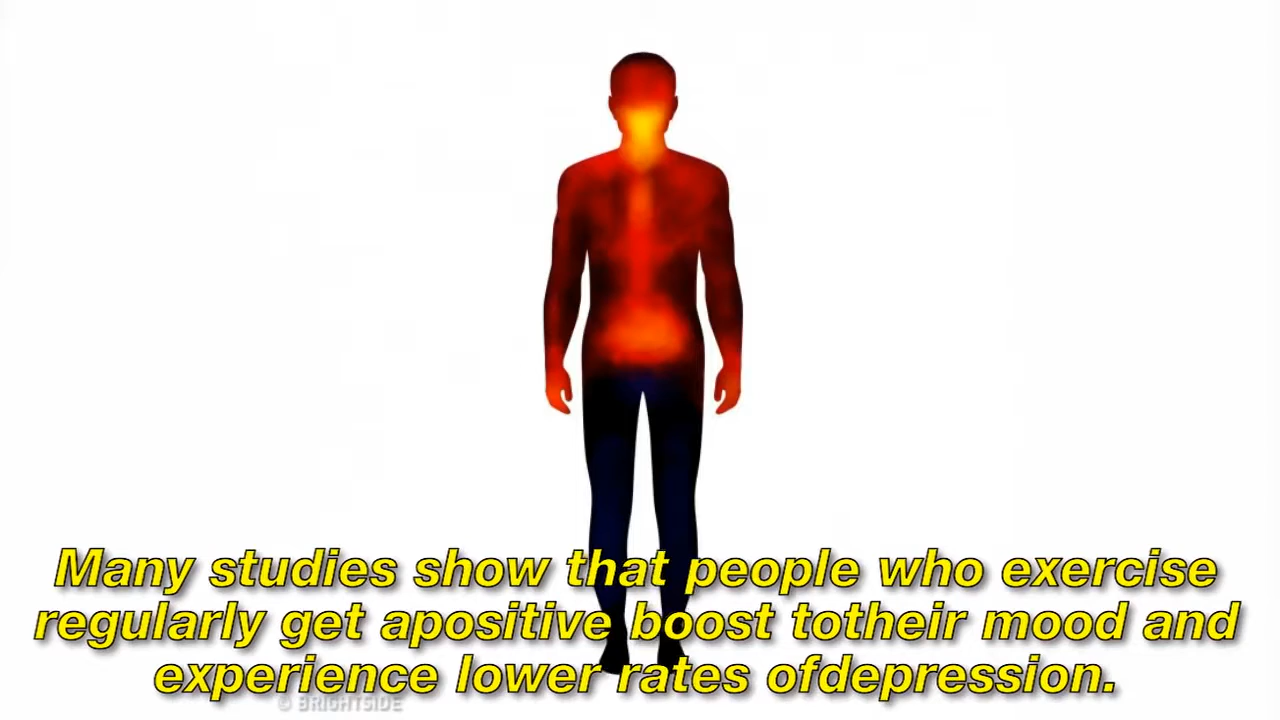 Many studies show that people who exercise
regularly get apositive boost totheir mood and
experience lower rates ofdepression.
© BRIGHTSIDE